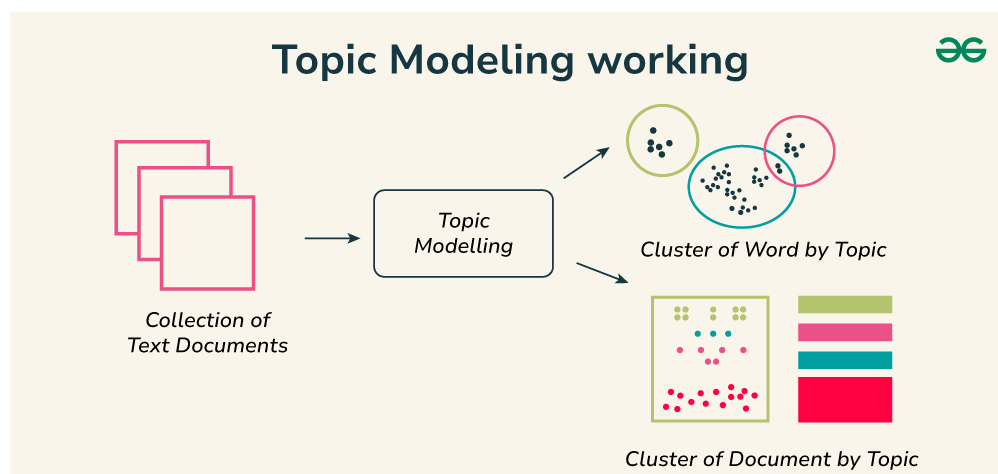 Topic Modeling working
Topic
Modelling
Cluster of Word by Topic
Collection of
Text Documents
Cluster of Document by Topic